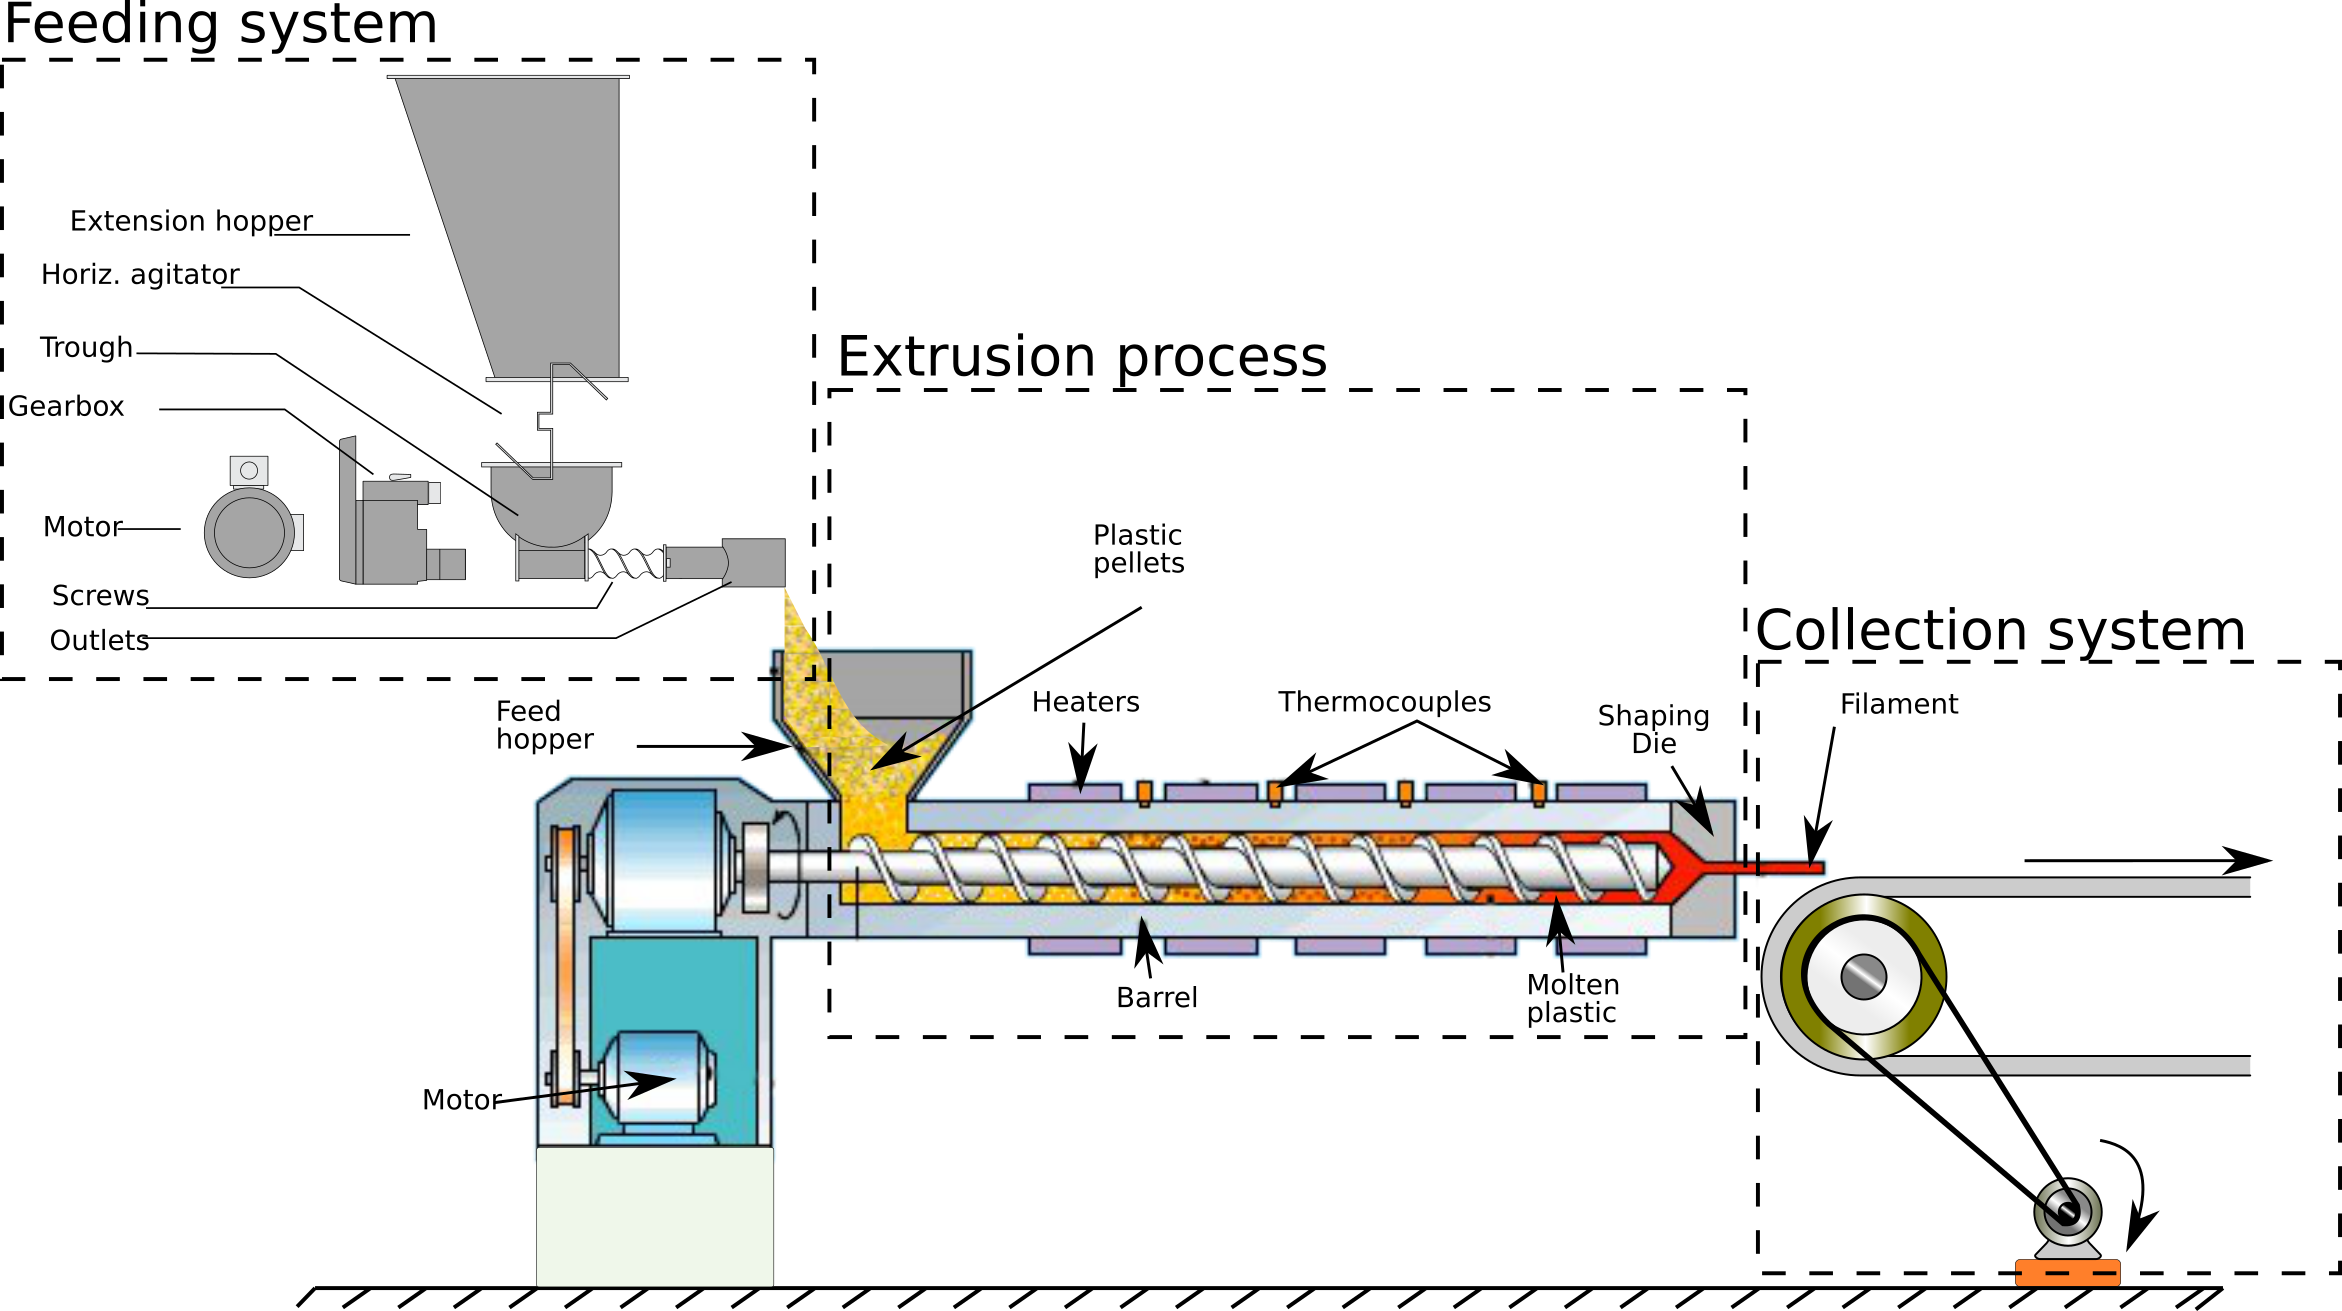 Feeding system
Extension hopper
Horiz. agitator
Trough
Gearbox
Motor
Screws
Outlets
Extrusion process
Plastic
pellets
Feed
hopper
Heaters
Thermocouples
Shaping
Die
Barrel
Molten
plastic
Motor
Collection system
Filament